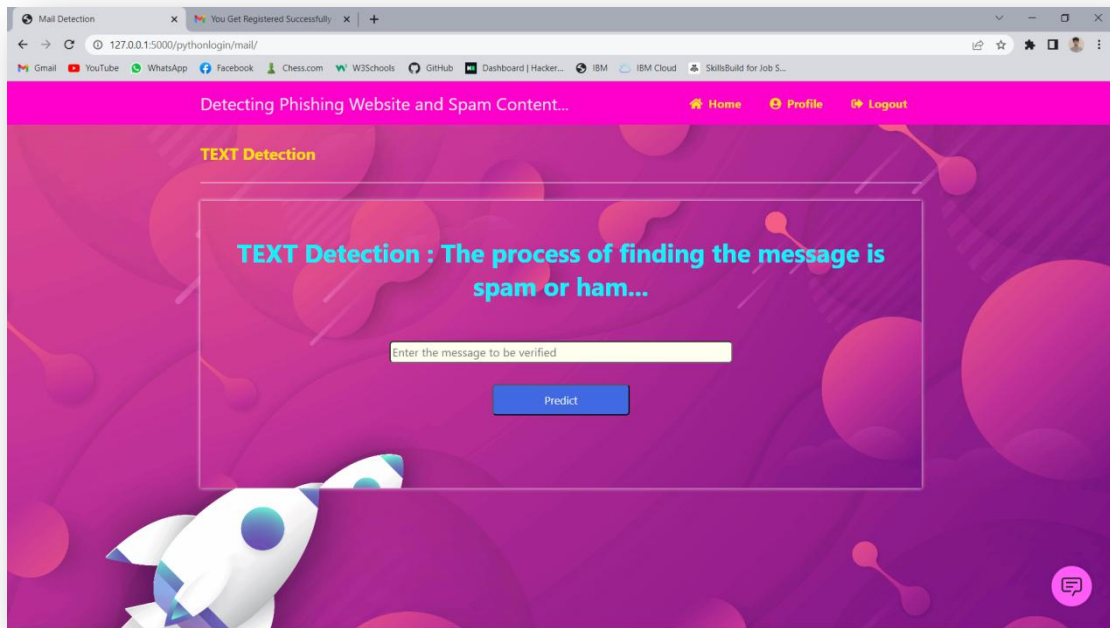 Mail Detection
You Get Registered Successfully
127.0.0.1:5000/pythonlogin/mail/
Gmail YouTube WhatsApp Facebook Chess.com W3Schools GitHub Dashboard | Hacker... IBM IBM Cloud SkillsBuild for Job S...
Detecting Phishing Website and Spam Content... Home Profile Logout
TEXT Detection
TEXT Detection : The process of finding the message is
spam or ham...
Enter the message to be verified
Predict